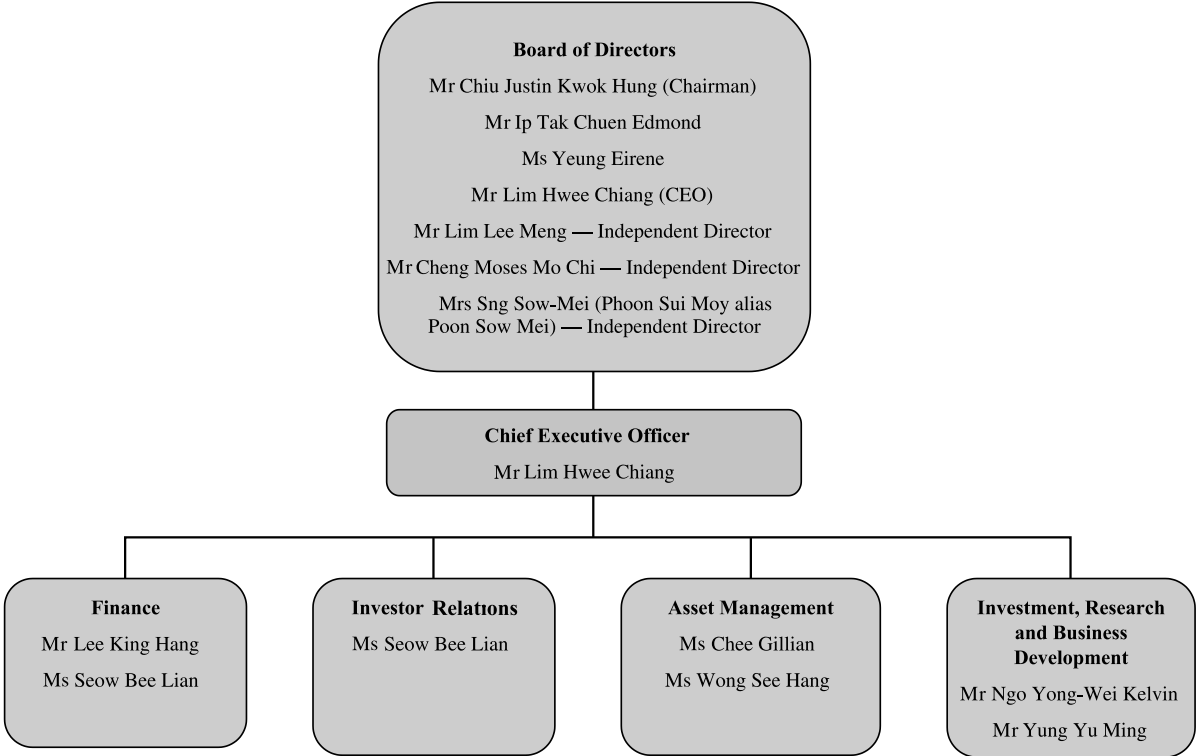 Board of Directors
Mr Chiu Justin Kwok Hung (Chairman)
Mr Ip Tak Chuen Edmond
Ms Yeung Eirene
Mr Lim Hwee Chiang (CEO)
Mr Lim Lee Meng — Independent Director
Mr Cheng Moses Mo Chi — Independent Director
Mrs Sng Sow-Mei (Phoon Sui Moy alias
Poon Sow Mei) — Independent Director
Chief Executive Officer
Mr Lim Hwee Chiang
Finance
Mr Lee King Hang
Ms Seow Bee Lian
Investor Relations
Ms Seow Bee Lian
Asset Management
Ms Chee Gillian
Ms Wong See Hang
Investment, Research
and Business
Development
Mr Ngo Yong-Wei Kelvin
Mr Yung Yu Ming